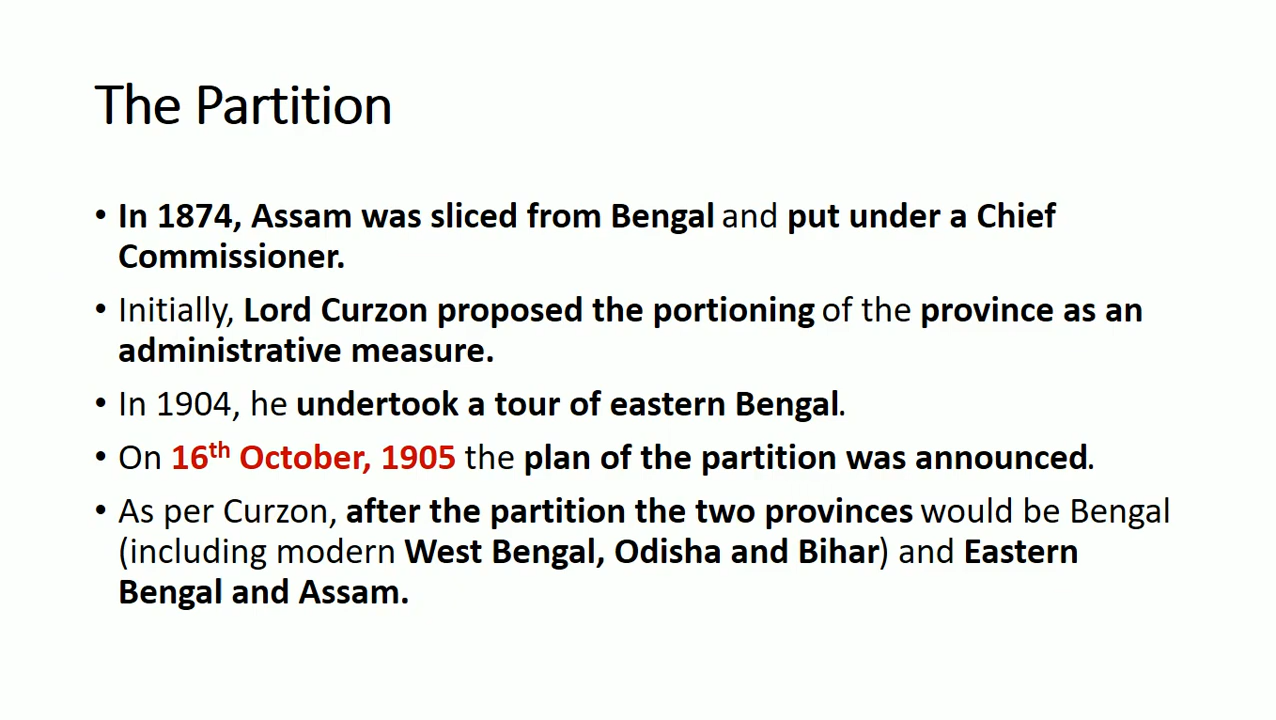 The Partition
• In 1874, Assam was sliced from Bengal and put under a Chief
Commissioner.
• Initially, Lord Curzon proposed the portioning of the province as an
administrative measure.
• In 1904, he undertook a tour of eastern Bengal.
• On 16th October, 1905 the plan of the partition was announced.
• As per Curzon, after the partition the two provinces would be Bengal
(including modern West Bengal, Odisha and Bihar) and Eastern
Bengal and Assam.